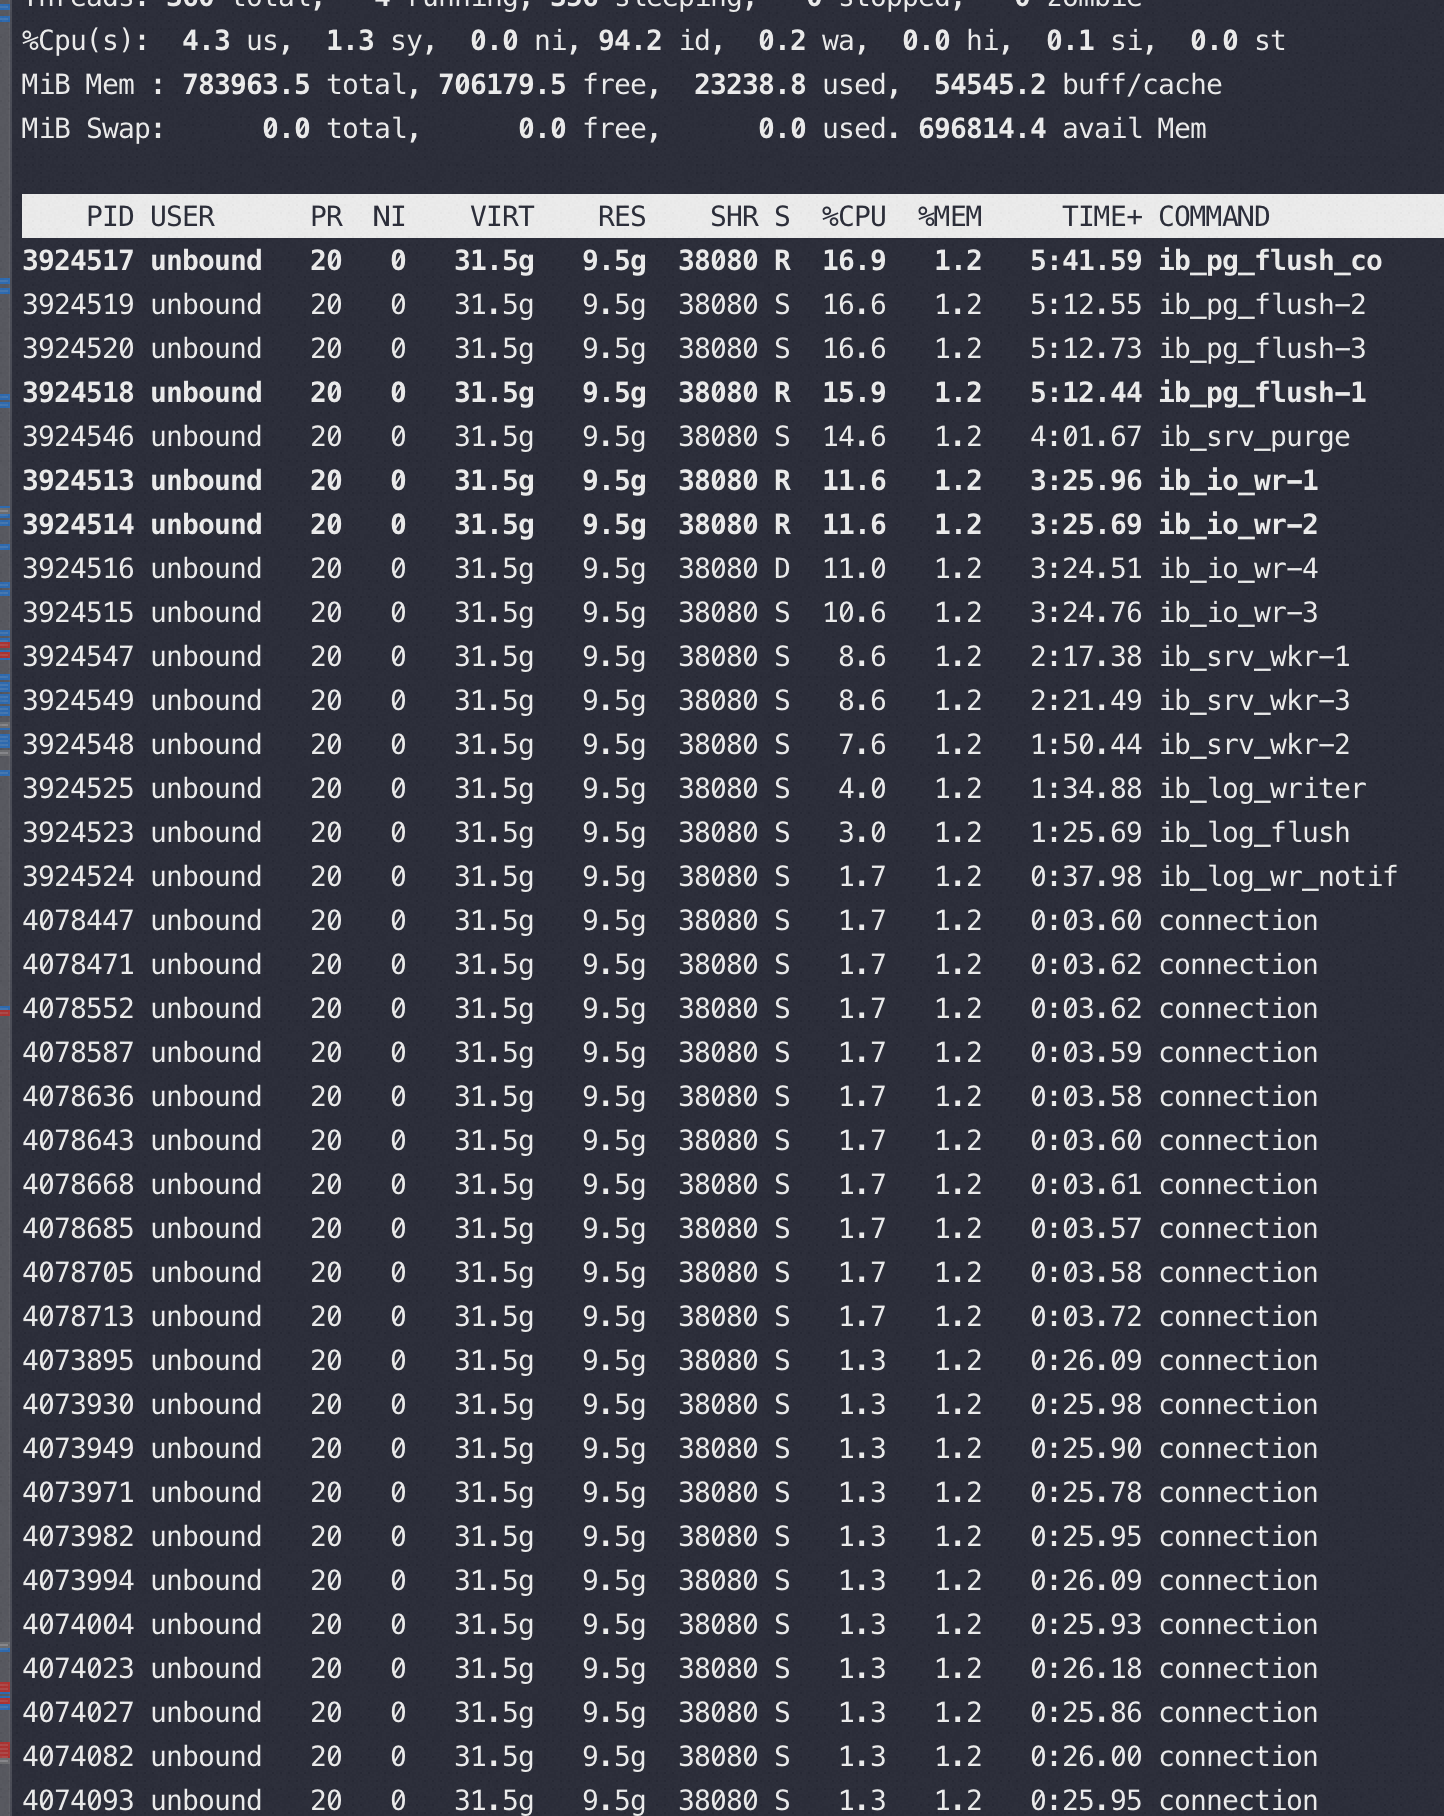 Threads: 360 total, 4 running, 356 sleeping, 0 stopped, 0 zombie
%Cpu(s):  4.3 us,  1.3 sy,  0.0 ni, 94.2 id,  0.2 wa,  0.0 hi,  0.1 si,  0.0 st
MiB Mem : 783963.5 total, 706179.5 free,  23238.8 used,  54545.2 buff/cache
MiB Swap:      0.0 total,      0.0 free,      0.0 used. 696814.4 avail Mem
PID USER PR NI VIRT RES SHR S %CPU %MEM TIME+ COMMAND
3924517 unbound 20 0 31.5g 9.5g 38080 R 16.9 1.2 5:41.59 ib_pg_flush_co
3924519 unbound 20 0 31.5g 9.5g 38080 S 16.6 1.2 5:12.55 ib_pg_flush-2
3924520 unbound 20 0 31.5g 9.5g 38080 S 16.6 1.2 5:12.73 ib_pg_flush-3
3924518 unbound 20 0 31.5g 9.5g 38080 R 15.9 1.2 5:12.44 ib_pg_flush-1
3924546 unbound 20 0 31.5g 9.5g 38080 S 14.6 1.2 4:01.67 ib_srv_purge
3924513 unbound 20 0 31.5g 9.5g 38080 R 11.6 1.2 3:25.96 ib_io_wr-1
3924514 unbound 20 0 31.5g 9.5g 38080 R 11.6 1.2 3:25.69 ib_io_wr-2
3924516 unbound 20 0 31.5g 9.5g 38080 D 11.0 1.2 3:24.51 ib_io_wr-4
3924515 unbound 20 0 31.5g 9.5g 38080 S 10.6 1.2 3:24.76 ib_io_wr-3
3924547 unbound 20 0 31.5g 9.5g 38080 S 8.6 1.2 2:17.38 ib_srv_wkr-1
3924549 unbound 20 0 31.5g 9.5g 38080 S 8.6 1.2 2:21.49 ib_srv_wkr-3
3924548 unbound 20 0 31.5g 9.5g 38080 S 7.6 1.2 1:50.44 ib_srv_wkr-2
3924525 unbound 20 0 31.5g 9.5g 38080 S 4.0 1.2 1:34.88 ib_log_writer
3924523 unbound 20 0 31.5g 9.5g 38080 S 3.0 1.2 1:25.69 ib_log_flush
3924524 unbound 20 0 31.5g 9.5g 38080 S 1.7 1.2 0:37.98 ib_log_wr_notif
4078447 unbound 20 0 31.5g 9.5g 38080 S 1.7 1.2 0:03.60 connection
4078471 unbound 20 0 31.5g 9.5g 38080 S 1.7 1.2 0:03.62 connection
4078552 unbound 20 0 31.5g 9.5g 38080 S 1.7 1.2 0:03.62 connection
4078587 unbound 20 0 31.5g 9.5g 38080 S 1.7 1.2 0:03.59 connection
4078636 unbound 20 0 31.5g 9.5g 38080 S 1.7 1.2 0:03.58 connection
4078643 unbound 20 0 31.5g 9.5g 38080 S 1.7 1.2 0:03.60 connection
4078668 unbound 20 0 31.5g 9.5g 38080 S 1.7 1.2 0:03.61 connection
4078685 unbound 20 0 31.5g 9.5g 38080 S 1.7 1.2 0:03.57 connection
4078705 unbound 20 0 31.5g 9.5g 38080 S 1.7 1.2 0:03.58 connection
4078713 unbound 20 0 31.5g 9.5g 38080 S 1.7 1.2 0:03.72 connection
4073895 unbound 20 0 31.5g 9.5g 38080 S 1.3 1.2 0:26.09 connection
4073930 unbound 20 0 31.5g 9.5g 38080 S 1.3 1.2 0:25.98 connection
4073949 unbound 20 0 31.5g 9.5g 38080 S 1.3 1.2 0:25.90 connection
4073971 unbound 20 0 31.5g 9.5g 38080 S 1.3 1.2 0:25.78 connection
4073982 unbound 20 0 31.5g 9.5g 38080 S 1.3 1.2 0:25.95 connection
4073994 unbound 20 0 31.5g 9.5g 38080 S 1.3 1.2 0:26.09 connection
4074004 unbound 20 0 31.5g 9.5g 38080 S 1.3 1.2 0:25.93 connection
4074023 unbound 20 0 31.5g 9.5g 38080 S 1.3 1.2 0:26.18 connection
4074027 unbound 20 0 31.5g 9.5g 38080 S 1.3 1.2 0:25.86 connection
4074082 unbound 20 0 31.5g 9.5g 38080 S 1.3 1.2 0:26.00 connection
4074093 unbound 20 0 31.5g 9.5g 38080 S 1.3 1.2 0:25.95 connection